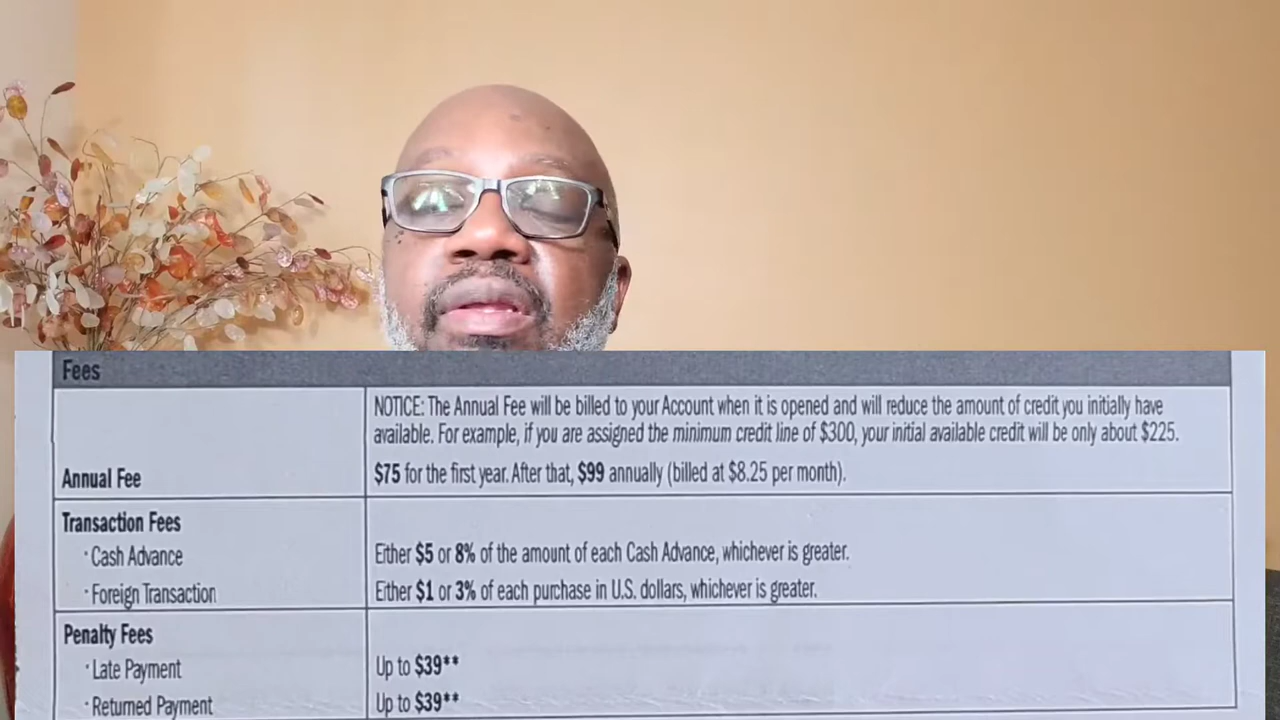 Fees
NOTICE: The Annual Fee will be billed to your Account when it is opened and will reduce the amount of credit you initially have
available. For example, if you are assigned the minimum credit line of $300, your initial available credit will be only about $225.
Annual Fee
$75 for the first year. After that, $99 annually (billed at $8.25 per month).
Transaction Fees
· Cash Advance
Either $5 or 8% of the amount of each Cash Advance, whichever is greater.
· Foreign Transaction
Either $1 or 3% of each purchase in U.S. dollars, whichever is greater.
Penalty Fees
· Late Payment
Up to $39**
· Returned Payment
Up to $39**